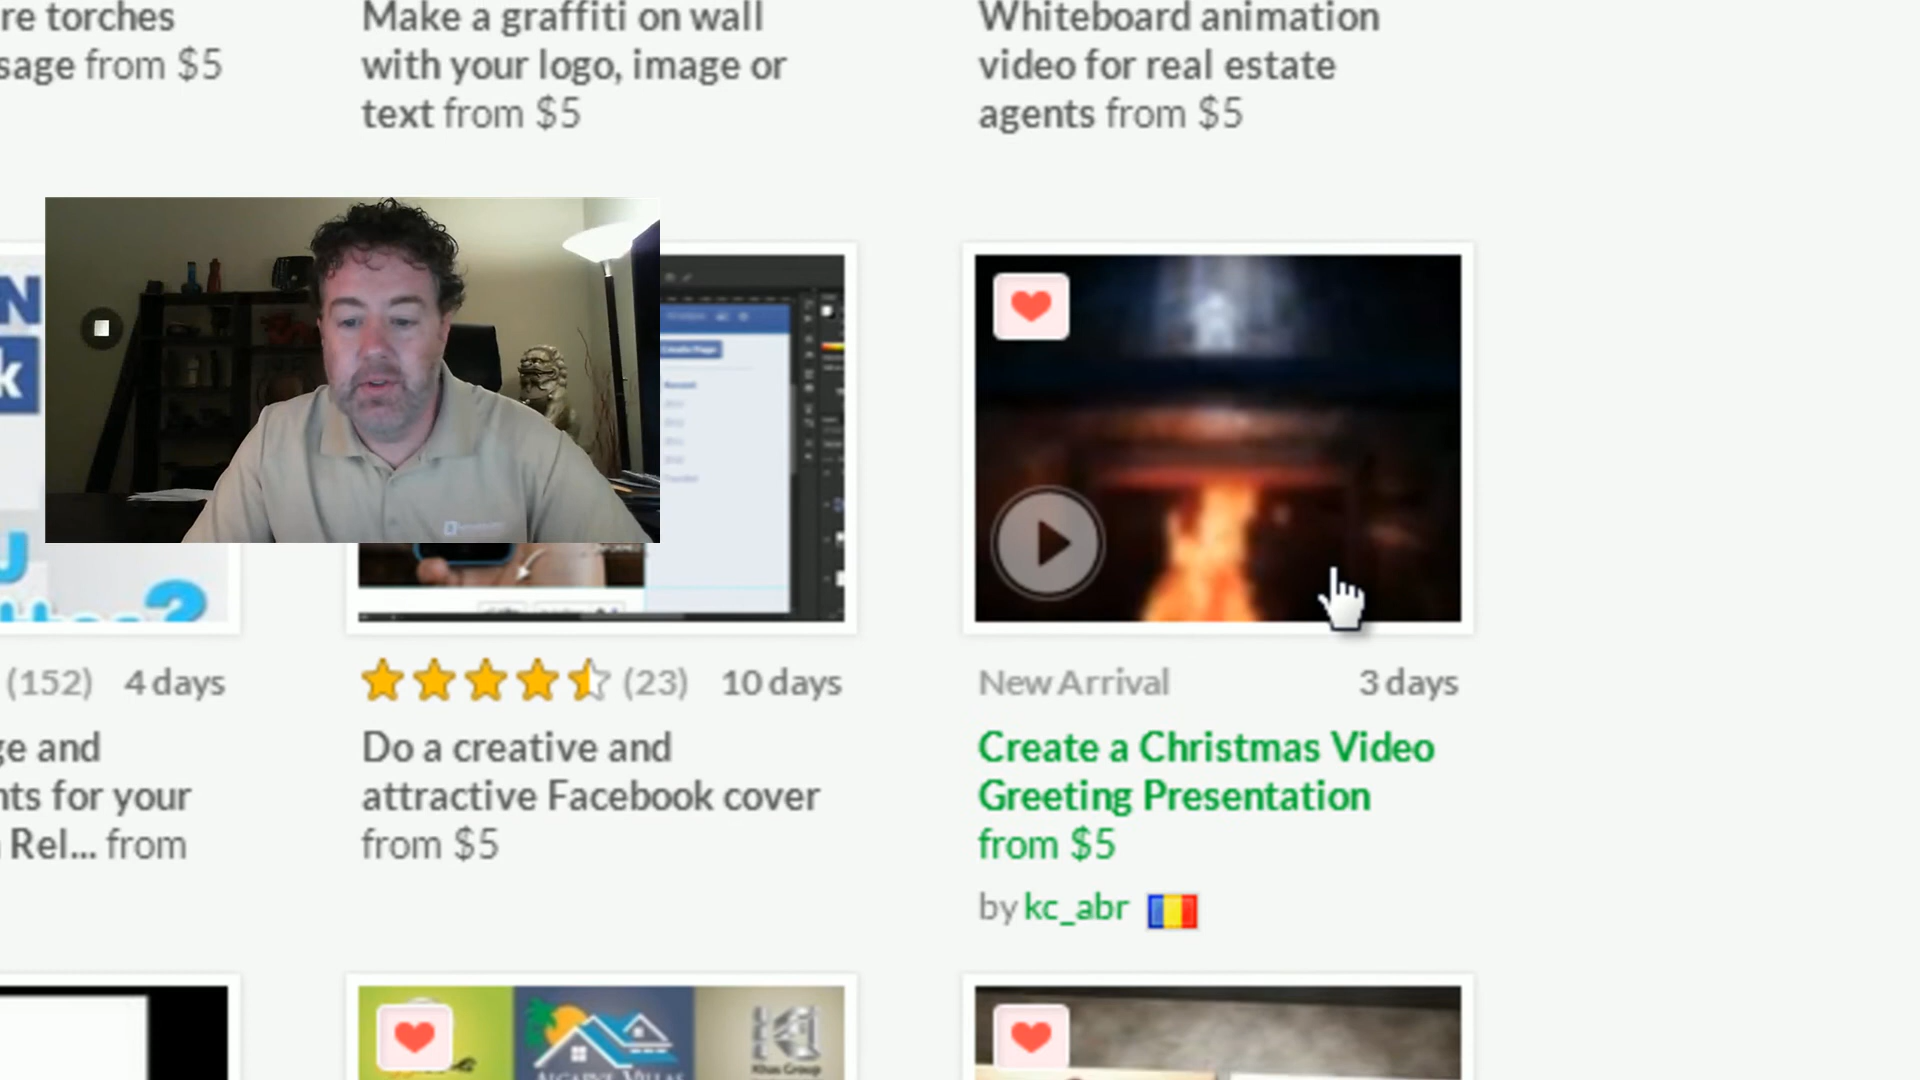 re torches
sage from $5
Make a graffiti on wall
with your logo, image or
text from $5
Whiteboard animation
video for real estate
agents from $5
N
k
(152) 4 days
ge and
nts for your
Rel... from
(23) 10 days
Do a creative and
attractive Facebook cover
from $5
New Arrival 3 days
Create a Christmas Video
Greeting Presentation
from $5
by kc_abr
Khas Group